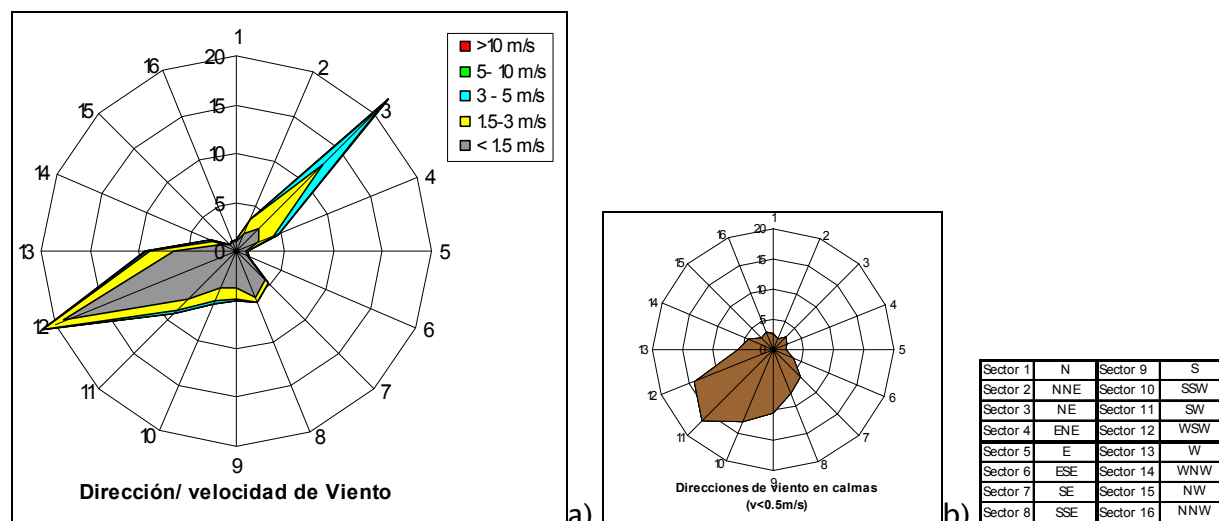 1
2
3
4
5
6
7
8
9
10
11
12
13
14
15
16
20
15
10
5
0
>10 m/s
5- 10 m/s
3 - 5 m/s
1.5-3 m/s
< 1.5 m/s
Dirección/ velocidad de Viento
a)
1
2
3
4
5
6
7
8
9
10
11
12
13
14
15
16
20
15
10
5
0
Direcciones de viento en calmas
(v<0.5m/s)
b)
Sector 1 N Sector 9 S
Sector 2 NNE Sector 10 SSW
Sector 3 NE Sector 11 SW
Sector 4 ENE Sector 12 WSW
Sector 5 E Sector 13 W
Sector 6 ESE Sector 14 WNW
Sector 7 SE Sector 15 NW
Sector 8 SSE Sector 16 NNW